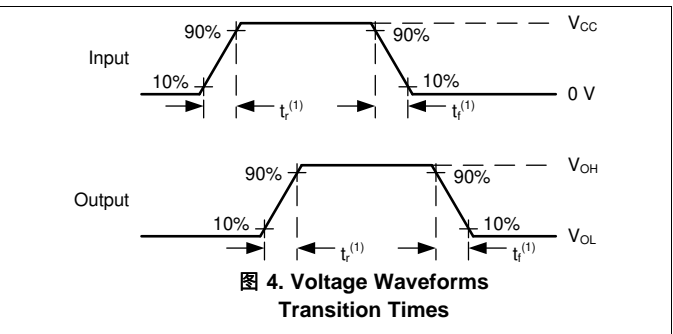 90% 90% V_CC
Input
10% 10% 0 V
t_r^(1) t_f^(1)
90% 90% V_OH
Output
10% 10% V_OL
t_r^(1) t_f^(1)
图 4. Voltage Waveforms
Transition Times